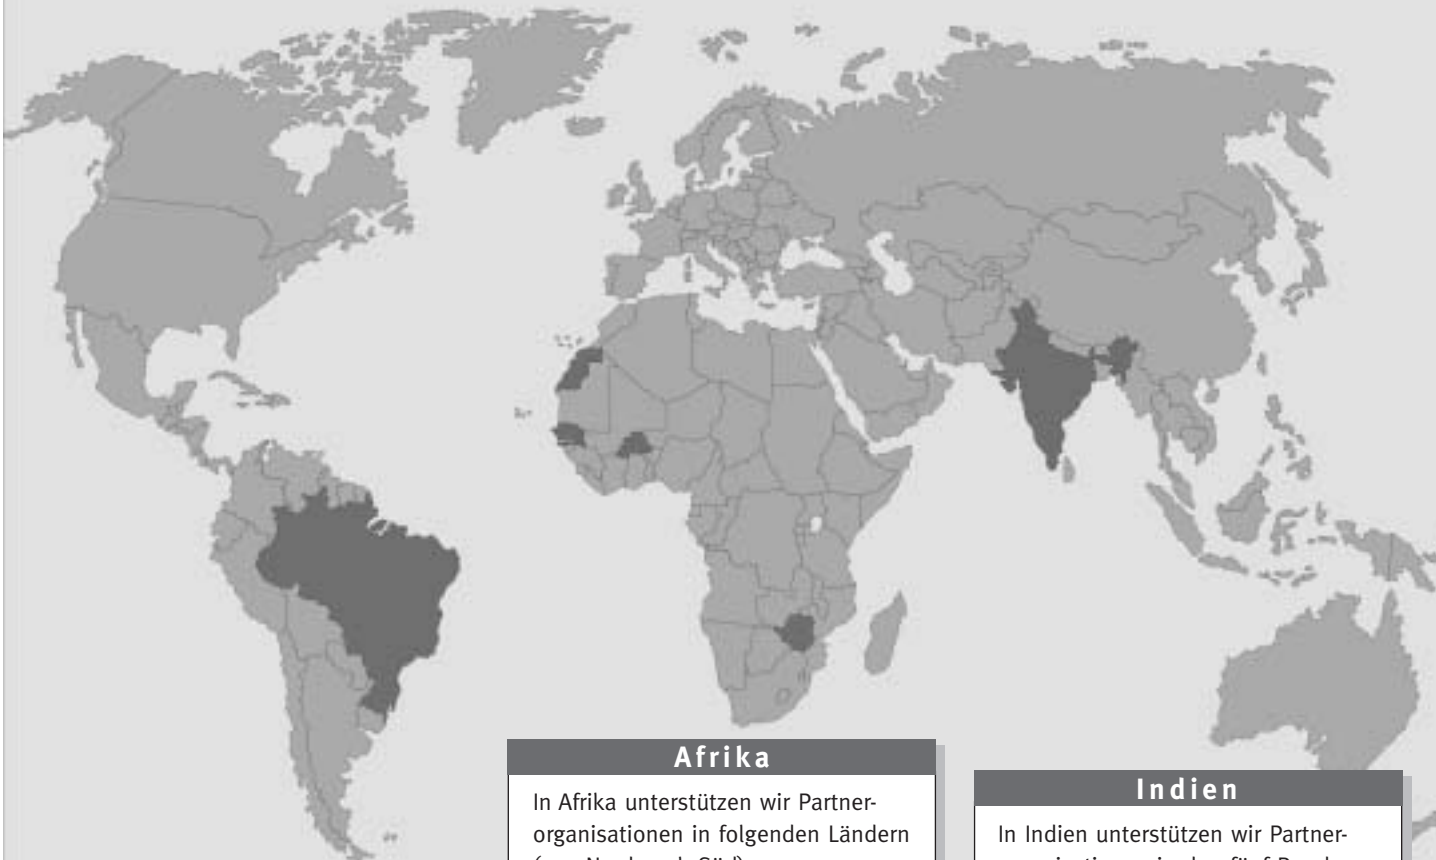 Afrika
In Afrika unterstützen wir Partner-
organisationen in folgenden Ländern
Indien
In Indien unterstützen wir Partner-